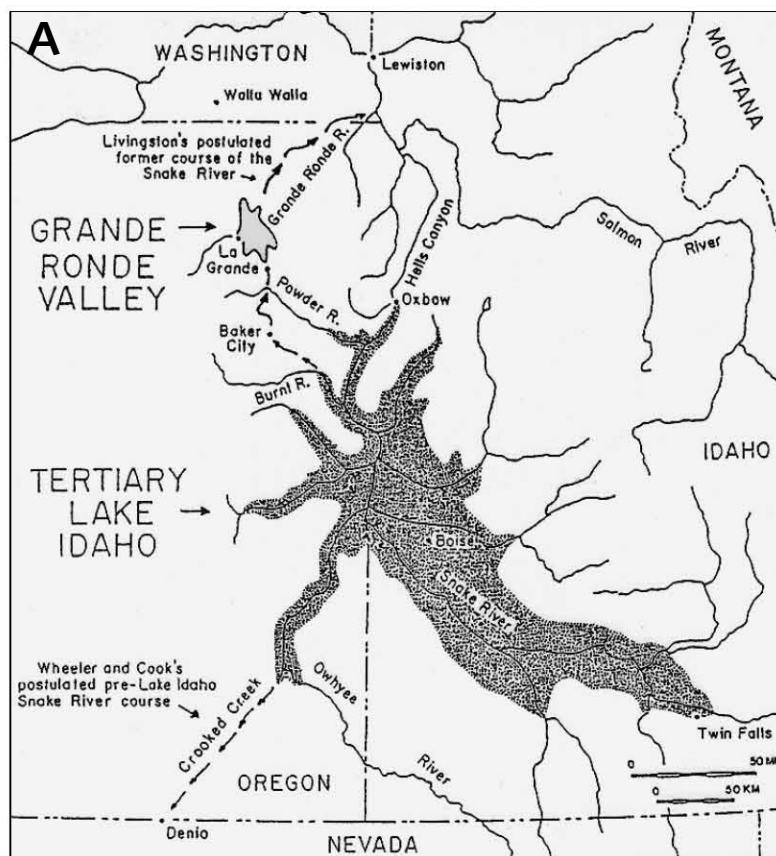 A
WASHINGTON
Lewiston
Walla Walla
MONTANA
Livingston's postulated
former course of the
Snake River
Grande Ronde R.
GRANDE
RONDE
VALLEY
La
Grande
Hells Canyon
Salmon
River
Powder R.
Oxbow
Baker
City
Burnt R.
IDAHO
TERTIARY
LAKE
IDAHO
Boise
Snake River
Wheeler and Cook's
postulated pre-Lake Idaho
Snake River course
Crooked Creek
Owhyee
River
Twin Falls
OREGON
0 50 MI
0 50 KM
Denio
NEVADA